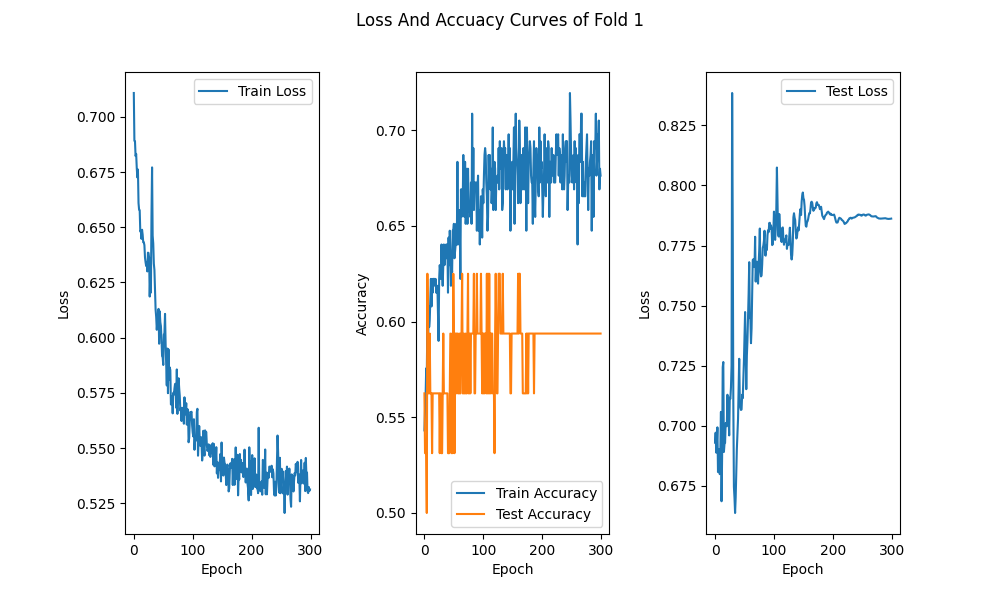 Loss And Accuacy Curves of Fold 1
Train Loss
0.700
0.675
0.650
0.625
0.600
0.575
0.550
0.525
Loss
0 100 200 300
Epoch
0.70
0.65
0.60
0.55
0.50
Accuracy
Train Accuracy
Test Accuracy
0 100 200 300
Epoch
Test Loss
0.825
0.800
0.775
0.750
0.725
0.700
0.675
Loss
0 100 200 300
Epoch